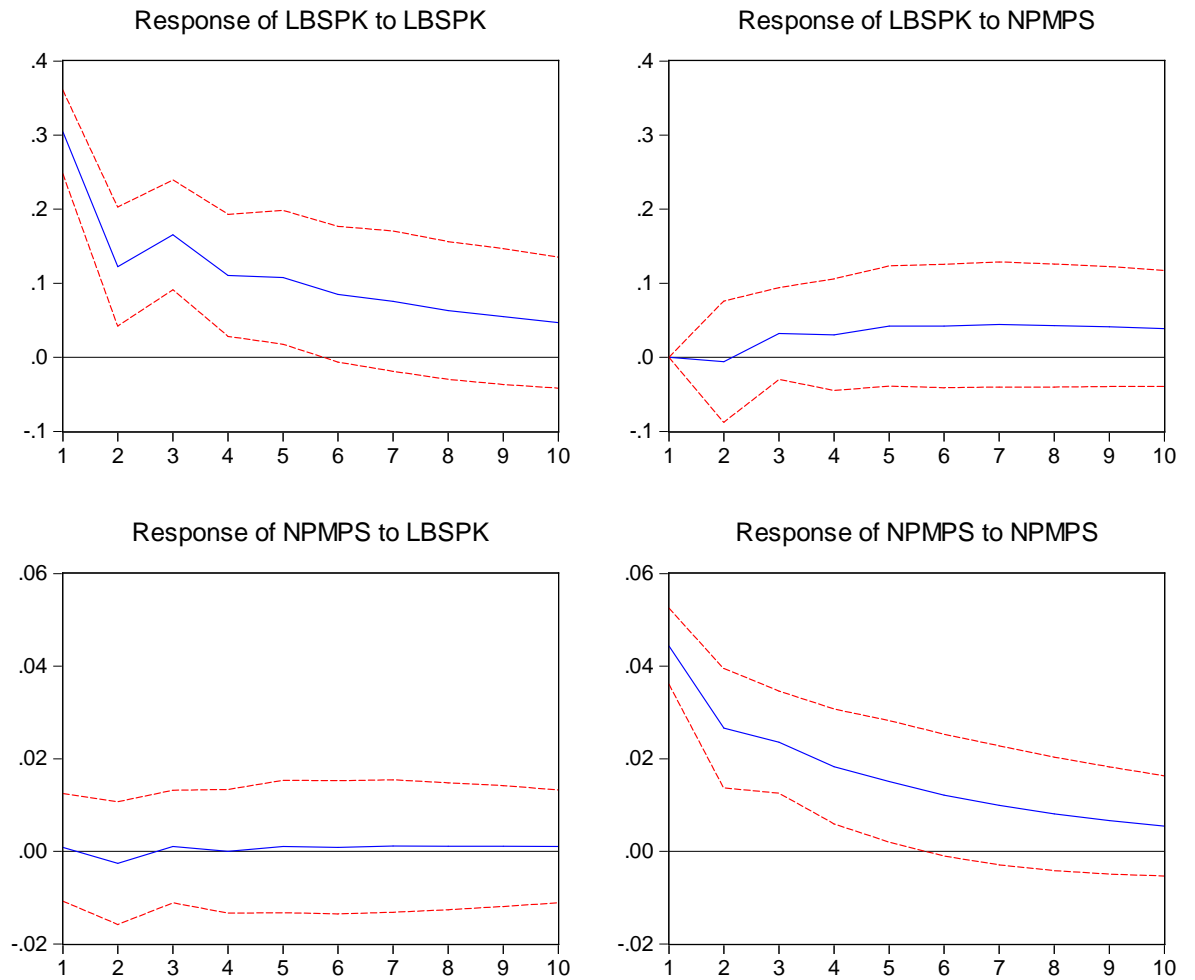 Response of LBSPK to LBSPK
.4
.3
.2
.1
.0
-.1
1 2 3 4 5 6 7 8 9 10
Response of LBSPK to NPMPS
.4
.3
.2
.1
.0
-.1
1 2 3 4 5 6 7 8 9 10
Response of NPMPS to LBSPK
.06
.04
.02
.00
-.02
1 2 3 4 5 6 7 8 9 10
Response of NPMPS to NPMPS
.06
.04
.02
.00
-.02
1 2 3 4 5 6 7 8 9 10